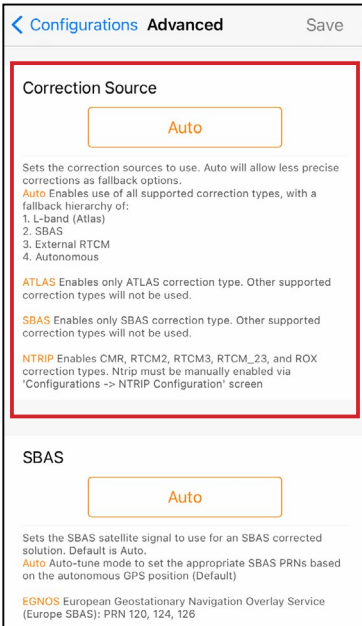 Configurations Advanced Save
Correction Source
Auto
Sets the correction sources to use. Auto will allow less precise
corrections as fallback options.
Auto Enables use of all supported correction types, with a
fallback hierarchy of:
1. L-band (Atlas)
2. SBAS
3. External RTCM
4. Autonomous
ATLAS Enables only ATLAS correction type. Other supported
correction types will not be used.
SBAS Enables only SBAS correction type. Other supported
correction types will not be used.
NTRIP Enables CMR, RTCM2, RTCM3, RTCM_23, and ROX
correction types. Ntrip must be manually enabled via
'Configurations -> NTRIP Configuration' screen
SBAS
Auto
Sets the SBAS satellite signal to use for an SBAS corrected
solution. Default is Auto.
Auto Auto-tune mode to set the appropriate SBAS PRNs based
on the autonomous GPS position (Default)
EGNOS European Geostationary Navigation Overlay Service
(Europe SBAS): PRN 120, 124, 126